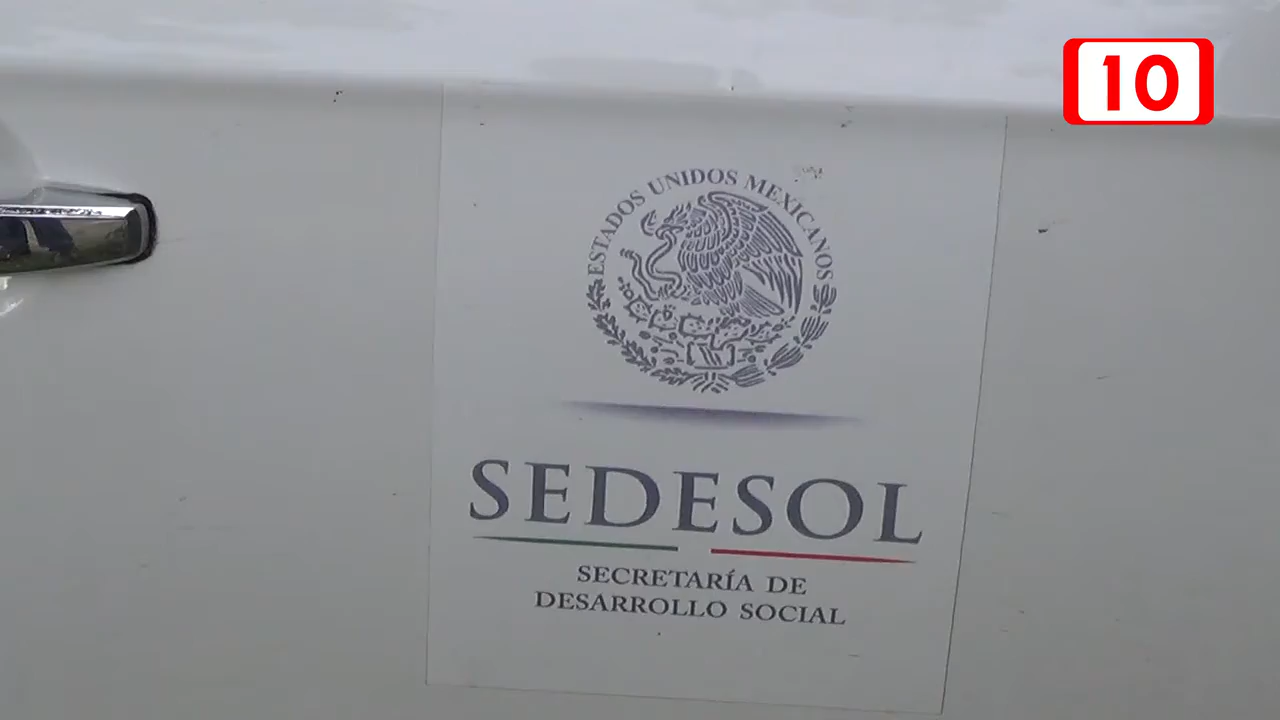 10
ESTADOS UNIDOS MEXICANOS
SEDESOL
SECRETARÍA DE
DESARROLLO SOCIAL